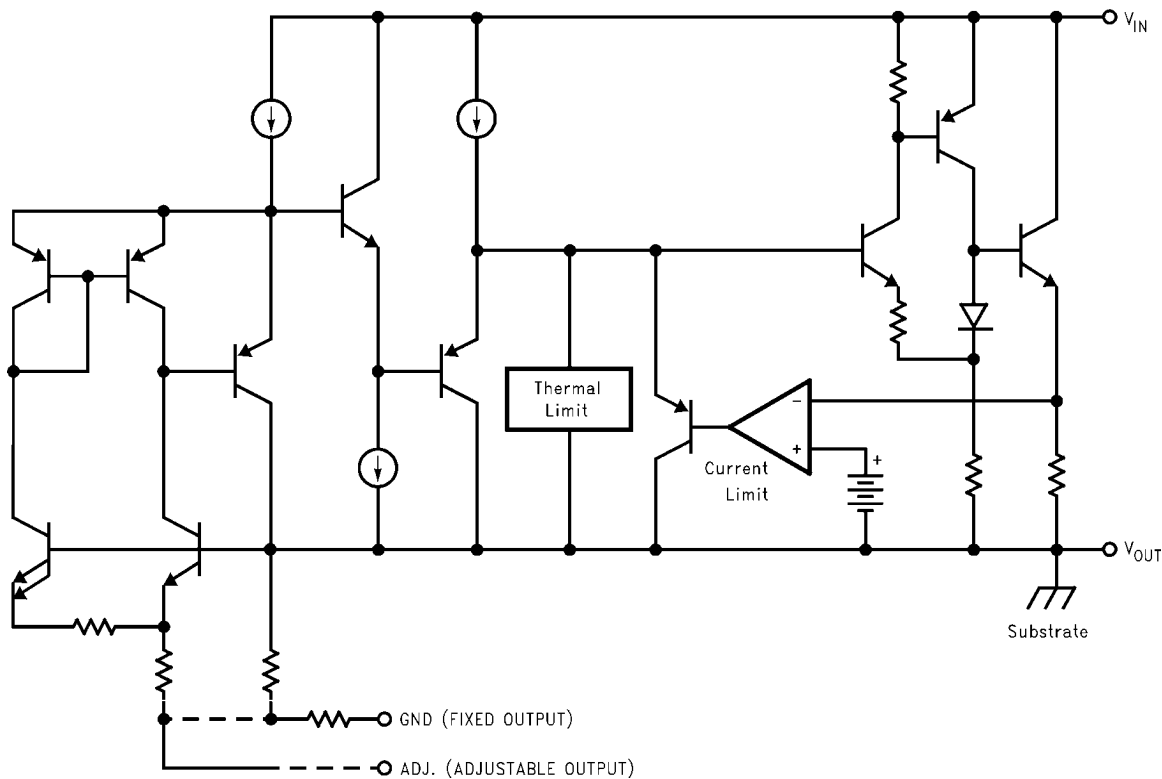 V_IN
Thermal
Limit
−
+
+
Current
Limit
V_OUT
Substrate
GND (FIXED OUTPUT)
ADJ. (ADJUSTABLE OUTPUT)